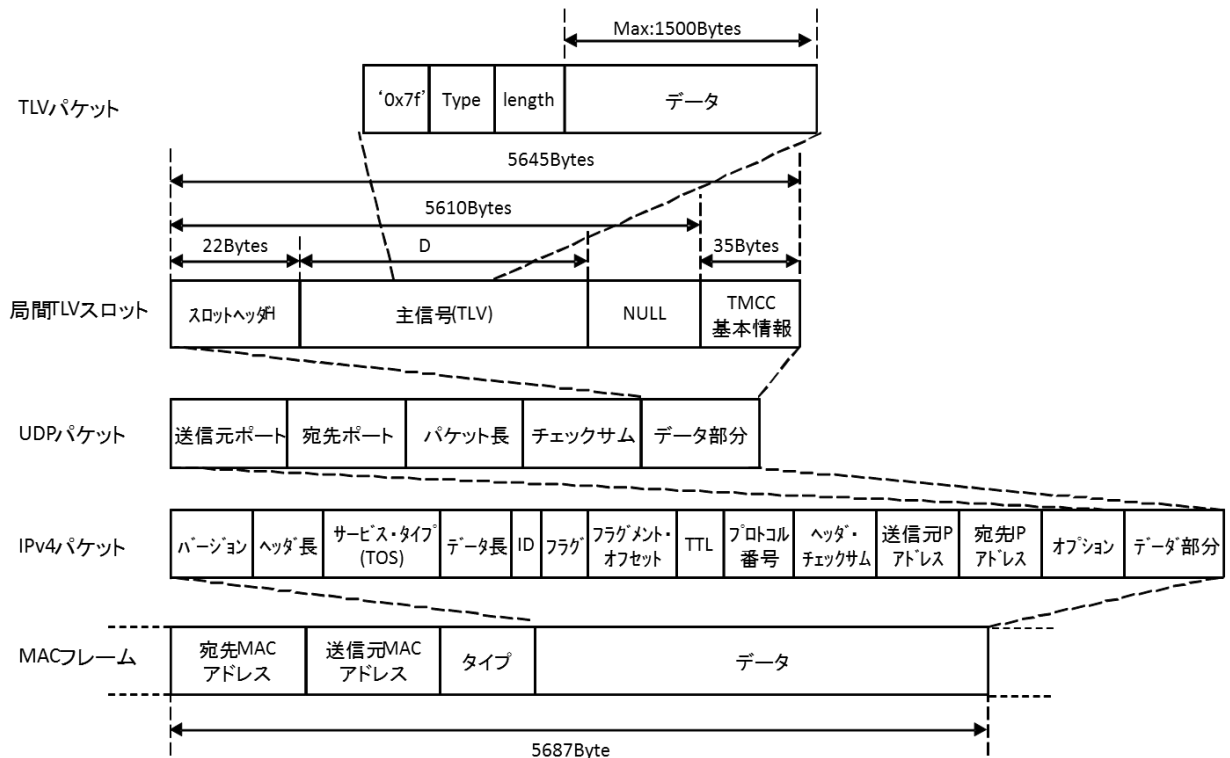 Max:1500Bytes
TLVパケット
‘0x7f’
Type
length
データ
5645Bytes
5610Bytes
22Bytes
D
35Bytes
局間TLVスロット
スロットヘッダH
主信号(TLV)
NULL
TMCC
基本情報
UDPパケット
送信元ポート
宛先ポート
パケット長
チェックサム
データ部分
IPv4パケット
バージョン
ヘッダ長
サービス・タイプ
(TOS)
データ長
ID
フラグ
フラグメント・
オフセット
TTL
プロトコル
番号
ヘッダ・
チェックサム
送信元IP
アドレス
宛先IP
アドレス
オプション
データ部分
MACフレーム
宛先MAC
アドレス
送信元MAC
アドレス
タイプ
データ
5687Byte